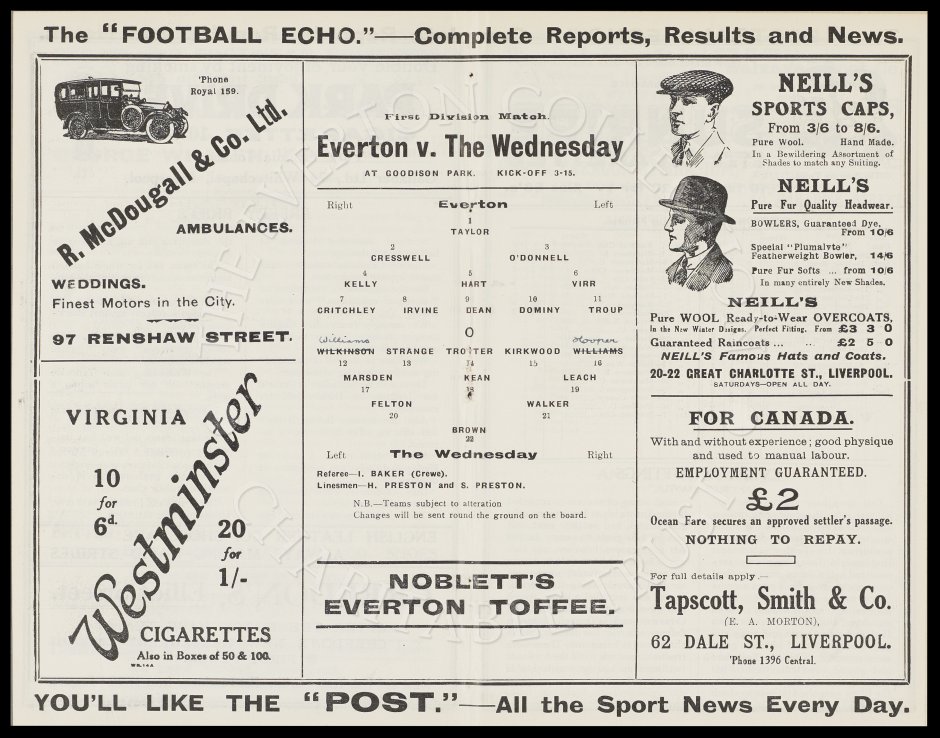 The "FOOTBALL ECHO."—Complete Reports, Results and News.
'Phone
Royal 159.
R. McDougall & Co. Ltd.
AMBULANCES.
WEDDINGS.
Finest Motors in the City.
97 RENSHAW STREET.
VIRGINIA
10
for
6d.
Westminster
20
for
1/-
CIGARETTES
Also in Boxes of 50 & 100.
First Division Match.
Everton v. The Wednesday
AT GOODISON PARK. KICK-OFF 3-15.
Right Everton Left
1
TAYLOR
2 3
CRESSWELL O'DONNELL
4 5 6
KELLY HART VIRR
7 8 9 10 11
CRITCHLEY IRVINE DEAN DOMINY TROUP
O
Williams Hooper
WILKINSON STRANGE TROTTER KIRKWOOD WILLIAMS
12 13 14 15 16
MARSDEN KEAN LEACH
17 18 19
FELTON WALKER
20 21
BROWN
22
Left The Wednesday Right
Referee—I. BAKER (Crewe).
Linesmen—H. PRESTON and S. PRESTON.
N.B.—Teams subject to alteration
Changes will be sent round the ground on the board.
NOBLETT'S
EVERTON TOFFEE.
NEILL'S
SPORTS CAPS,
From 3/6 to 8/6.
Pure Wool. Hand Made.
In a Bewildering Assortment of
Shades to match any Suiting.
NEILL'S
Pure Fur Quality Headwear.
BOWLERS, Guaranteed Dye,
From 10/6
Special "Plumalyte"
Featherweight Bowler, 14/6
Pure Fur Softs ... from 10/6
In many entirely New Shades.
NEILL'S
Pure WOOL Ready-to-Wear OVERCOATS,
In the New Winter Designs. Perfect Fitting. From £3 3 0
Guaranteed Raincoats ... £2 5 0
NEILL'S Famous Hats and Coats.
20-22 GREAT CHARLOTTE ST., LIVERPOOL.
SATURDAYS—OPEN ALL DAY.
FOR CANADA.
With and without experience; good physique
and used to manual labour.
EMPLOYMENT GUARANTEED.
£2
Ocean Fare secures an approved settler's passage.
NOTHING TO REPAY.
For full details apply:—
Tapscott, Smith & Co.
(E. A. MORTON),
62 DALE ST., LIVERPOOL.
'Phone 1396 Central.
YOU'LL LIKE THE "POST."—All the Sport News Every Day.
THE EVERTON COLLECTION
CHARITABLE TRUST